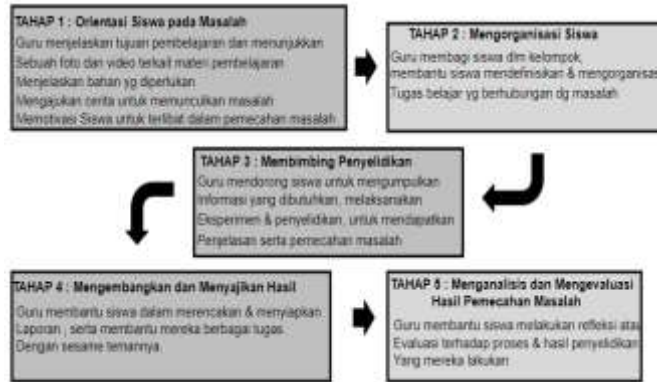 TAHAP 1 : Orientasi Siswa pada Masalah
Guru menjelaskan tujuan pembelajaran dan menunjukkan
Sebuah foto dan video terkait materi pembelajaran
Menjelaskan bahan yg diperlukan
Mengajukan cerita untuk memunculkan masalah
Memotivasi Siswa untuk terlibat dalam pemecahan masalah
TAHAP 2 : Mengorganisasi Siswa
Guru membagi siswa dlm kelompok,
membantu siswa mendefinisikan & mengorganisas
Tugas belajar yg berhubungan dg masalah
TAHAP 3 : Membimbing Penyelidikan
Guru mendorong siswa untuk mengumpulkan
Informasi yang dibutuhkan, melaksanakan
Eksperimen & penyelidikan, untuk mendapatkan
Penjelasan serta pemecahan masalah
TAHAP 4 : Mengembangkan dan Menyajikan Hasil
Guru membantu siswa dalam merencakan & menyiapkan
Laporan , serta membantu mereka berbagai tugas
Dengan sesame temannya.
TAHAP 5 : Menganalisis dan Mengevaluasi
Hasil Pemecahan Masalah
Guru membantu siswa melakukan refleksi atau
Evaluasi terhadap proses & hasil penyelidikan
Yang mereka lakukan